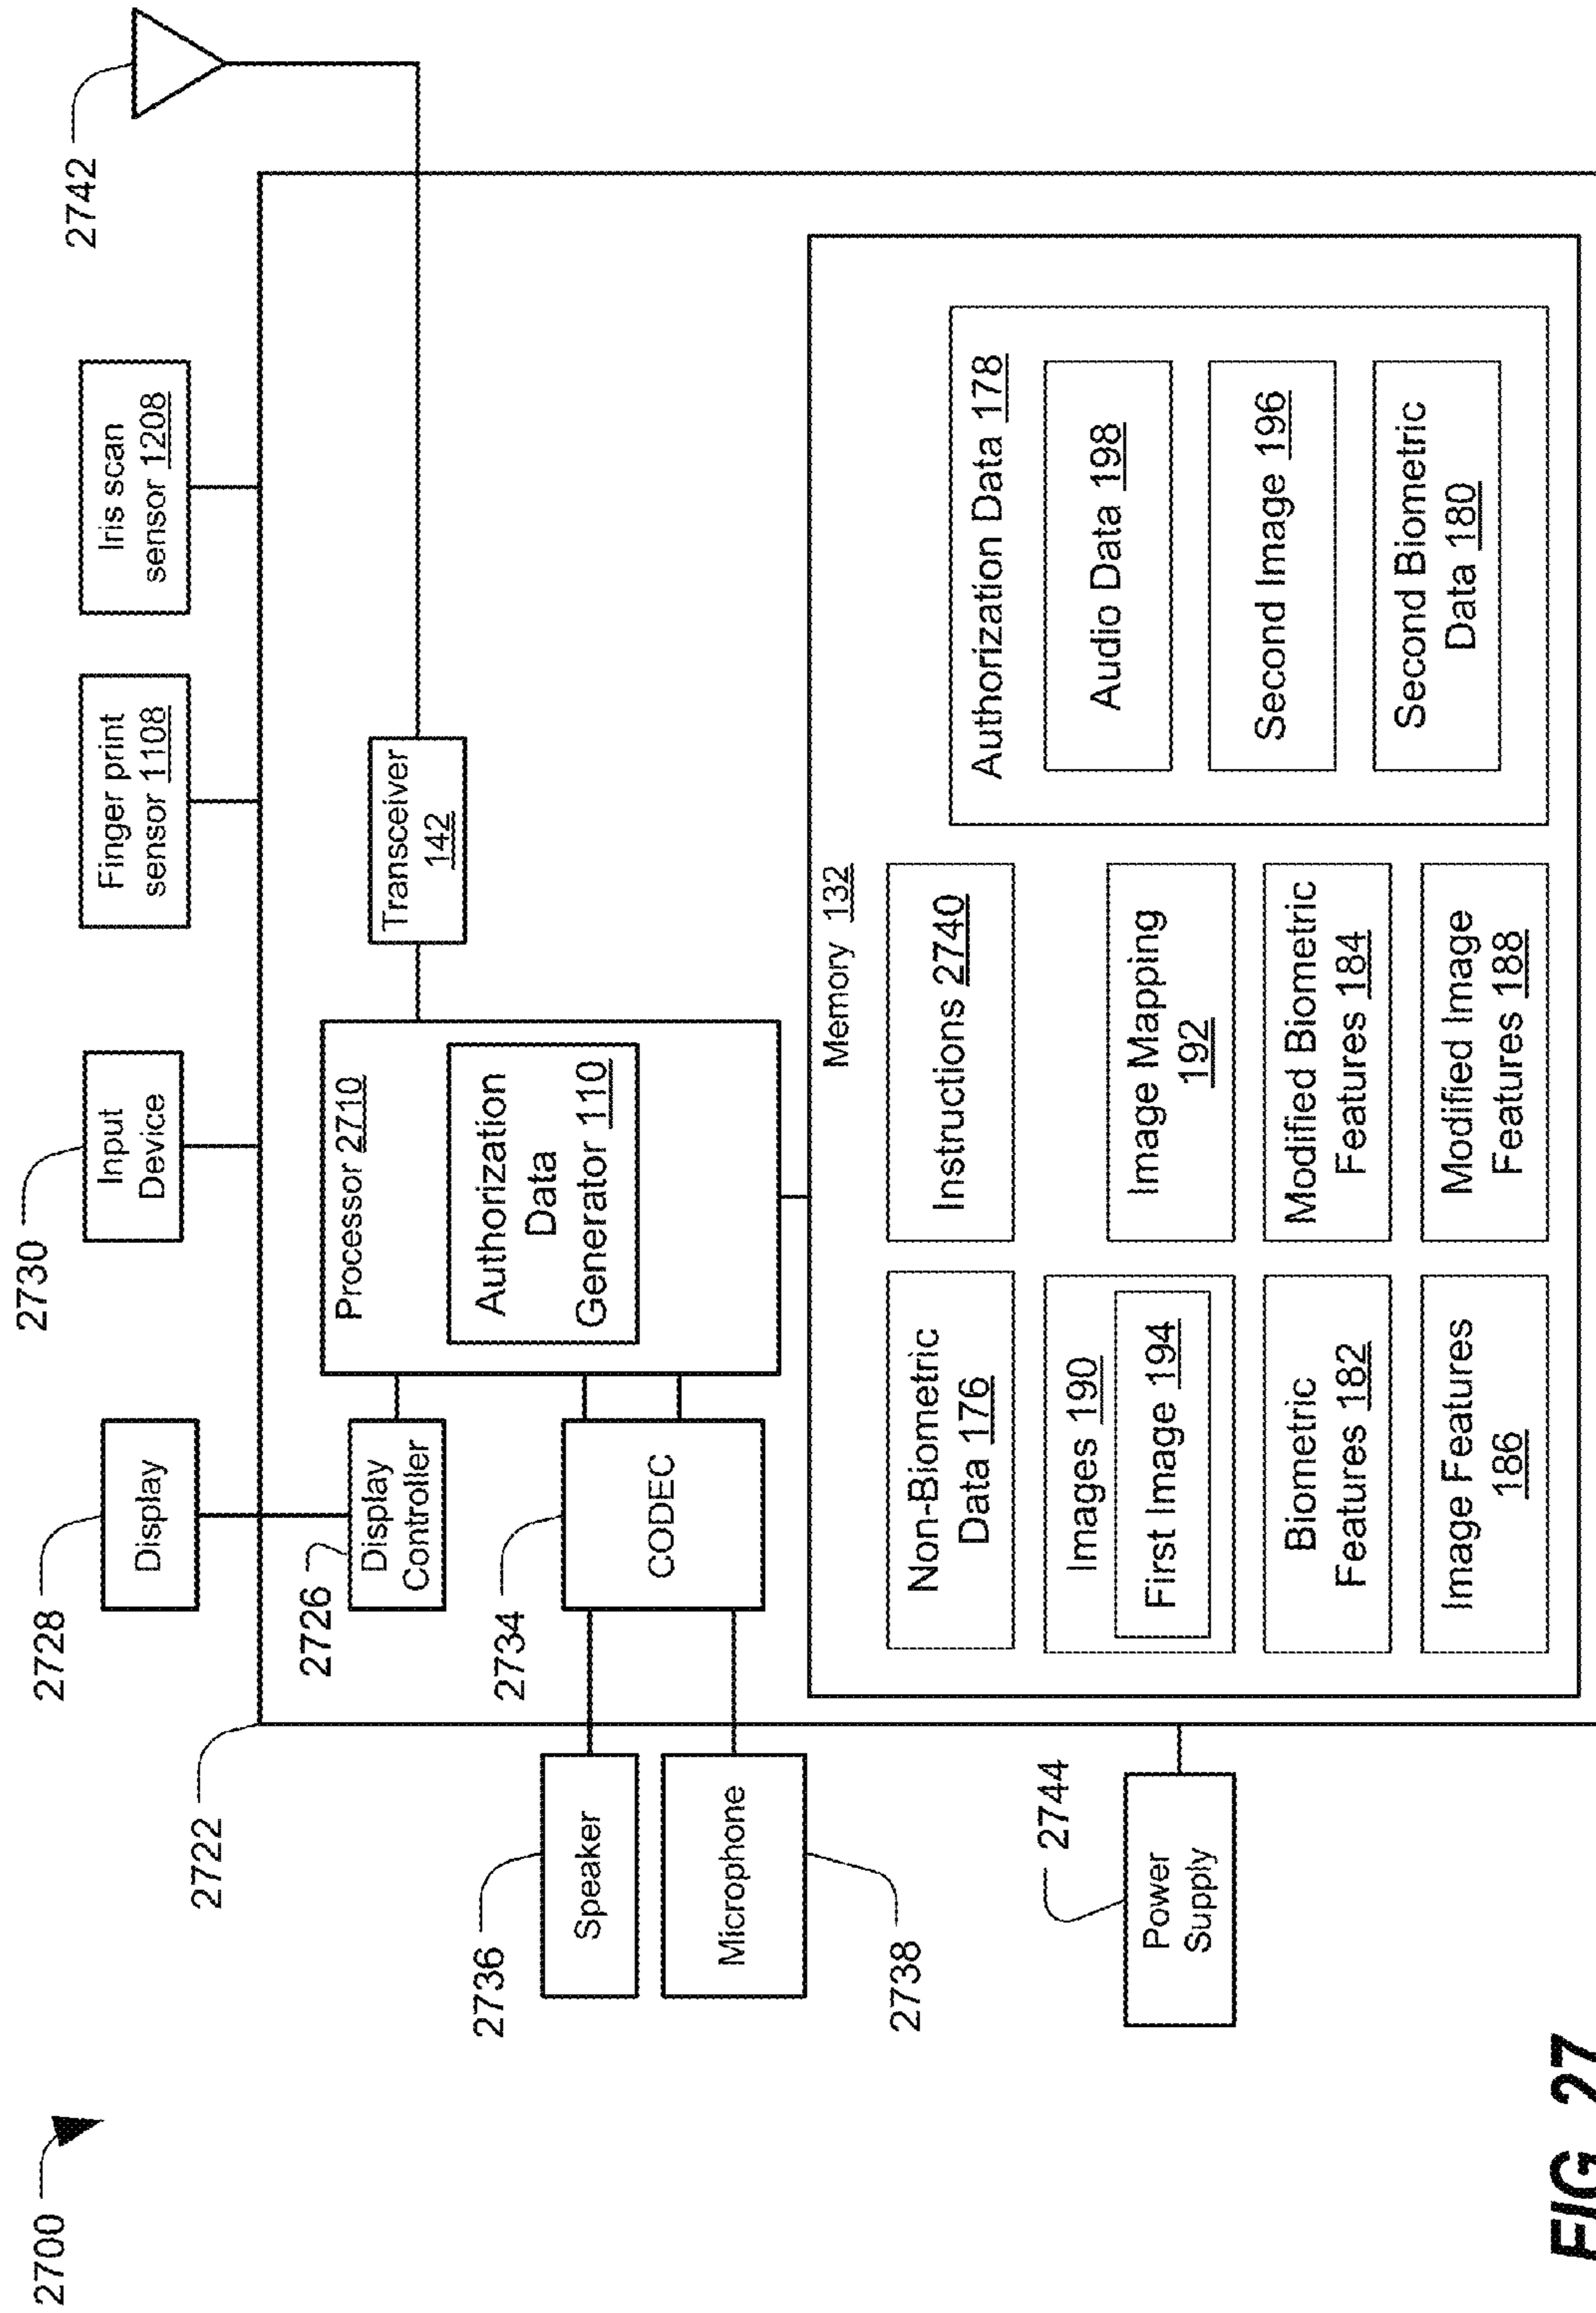 2700
2728
Display
2730
Input
Device
Finger print
sensor 1108
Iris scan
sensor 1208
2742
2722
2726
Display
Controller
Processor 2710
Authorization
Data
Generator 110
Transceiver
142
2736
Speaker
2734
CODEC
Microphone
2738
2744
Power
Supply
Memory 132
Non-Biometric
Data 176
Instructions 2740
Images 190
First Image 194
Image Mapping
192
Biometric
Features 182
Modified Biometric
Features 184
Image Features
186
Modified Image
Features 188
Authorization Data 178
Audio Data 198
Second Image 196
Second Biometric
Data 180
FIG. 27